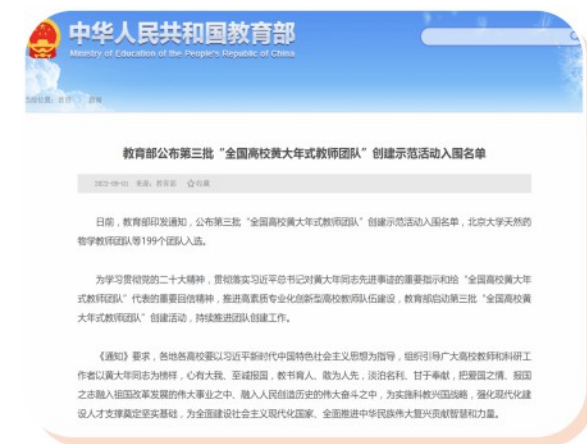 中华人民共和国教育部
Ministry of Education of the People's Republic of China
当前位置：首页 >
教育部公布第三批“全国高校黄大年式教师团队”创建示范活动入围名单
2023-09-01 来源：教育部 ☆收藏
日前，教育部印发通知，公布第三批“全国高校黄大年式教师团队”创建示范活动入围名单，北京大学天然药
物学教师团队等199个团队入选。
为学习贯彻党的二十大精神，贯彻落实习近平总书记对黄大年同志先进事迹的重要指示和给“全国高校黄大年
式教师团队”代表的重要回信精神，推进高素质专业化创新型高校教师队伍建设，教育部启动第三批“全国高校黄
大年式教师团队”创建活动，持续推进团队创建工作。
《通知》要求，各地各高校要以习近平新时代中国特色社会主义思想为指导，组织引导广大高校教师和科研工
作者以黄大年同志为榜样，心有大我、至诚报国，教书育人、敢为人先，淡泊名利、甘于奉献，把爱国之情、报国
之志融入祖国改革发展的伟大事业之中、融入人民创造历史的伟大奋斗之中，为实施科教兴国战略，强化现代化建
设人才支撑奠定坚实基础，为全面建设社会主义现代化国家、全面推进中华民族伟大复兴贡献智慧和力量。